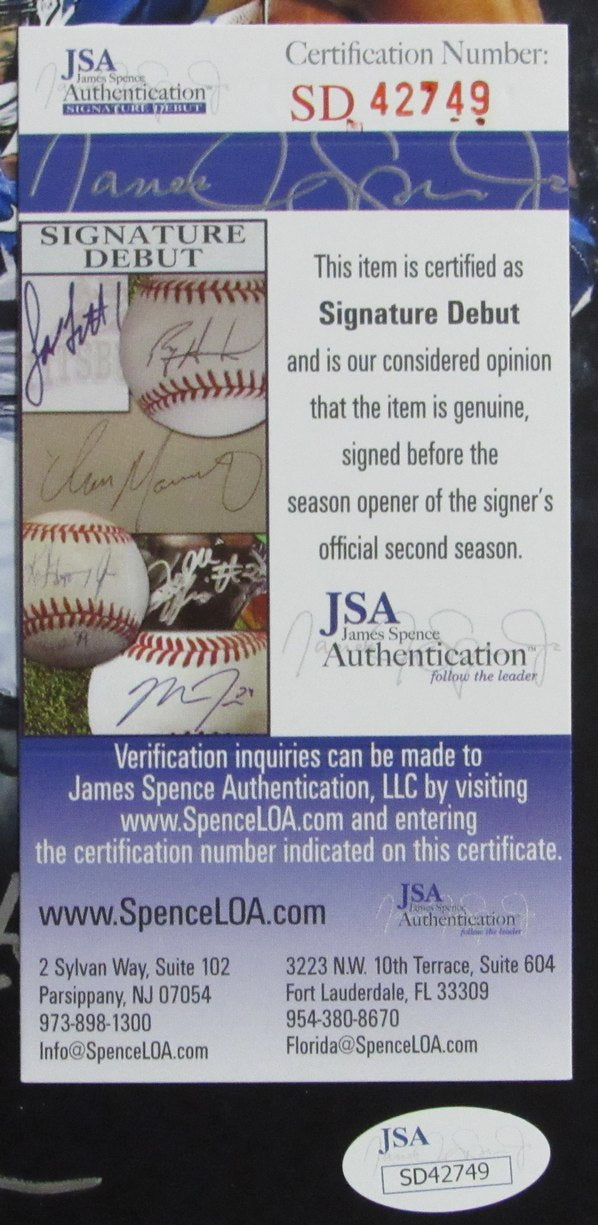 JSA
James Spence
Authentication
SIGNATURE DEBUT
Certification Number:
SD 42749
SIGNATURE
DEBUT
This item is certified as
Signature Debut
and is our considered opinion
that the item is genuine,
signed before the
season opener of the signer's
official second season.
JSA
James Spence
Authentication™
follow the leader
Verification inquiries can be made to
James Spence Authentication, LLC by visiting
www.SpenceLOA.com and entering
the certification number indicated on this certificate.
www.SpenceLOA.com
JSA
James Spence
Authentication
follow the leader
2 Sylvan Way, Suite 102
Parsippany, NJ 07054
973-898-1300
Info@SpenceLOA.com
3223 N.W. 10th Terrace, Suite 604
Fort Lauderdale, FL 33309
954-380-8670
Florida@SpenceLOA.com
JSA
SD42749